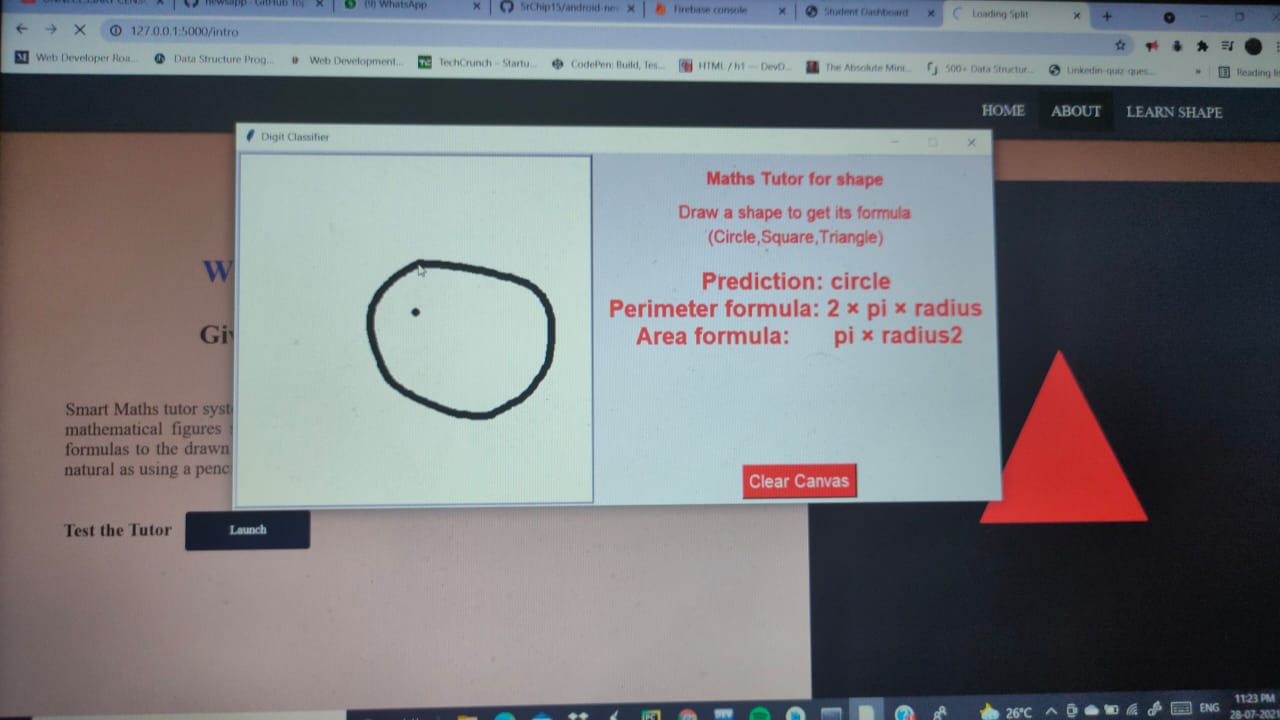 newsapp - GitHub Top
(9) WhatsApp
SrChip15/android-nev
Firebase console
Student Dashboard
Loading Split
127.0.0.1:5000/intro
Web Developer Roa...
Data Structure Prog...
Web Development...
TechCrunch – Startu...
CodePen: Build, Tes...
HTML / h1 — DevD...
The Absolute Mini...
500+ Data Structur...
Linkedin-quiz-ques...
»
Reading lis
HOME
ABOUT
LEARN SHAPE
Digit Classifier
Maths Tutor for shape
Draw a shape to get its formula
(Circle,Square,Triangle)
Prediction: circle
Perimeter formula: 2 × pi × radius
Area formula: pi × radius2
Clear Canvas
W
Giv
Smart Maths tutor syst
mathematical figures
formulas to the drawn
natural as using a penc
Test the Tutor
Launch
26°C
ENG
11:23 PM
28-07-2021